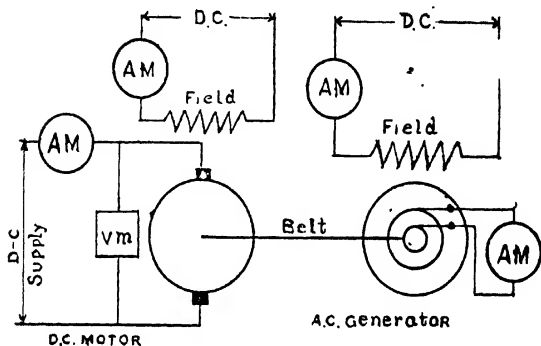 D.C.
D.C.
AM
AM
Field
Field
AM
D-C
Supply
vm
Belt
AM
D.C. MOTOR
A.C. Generator